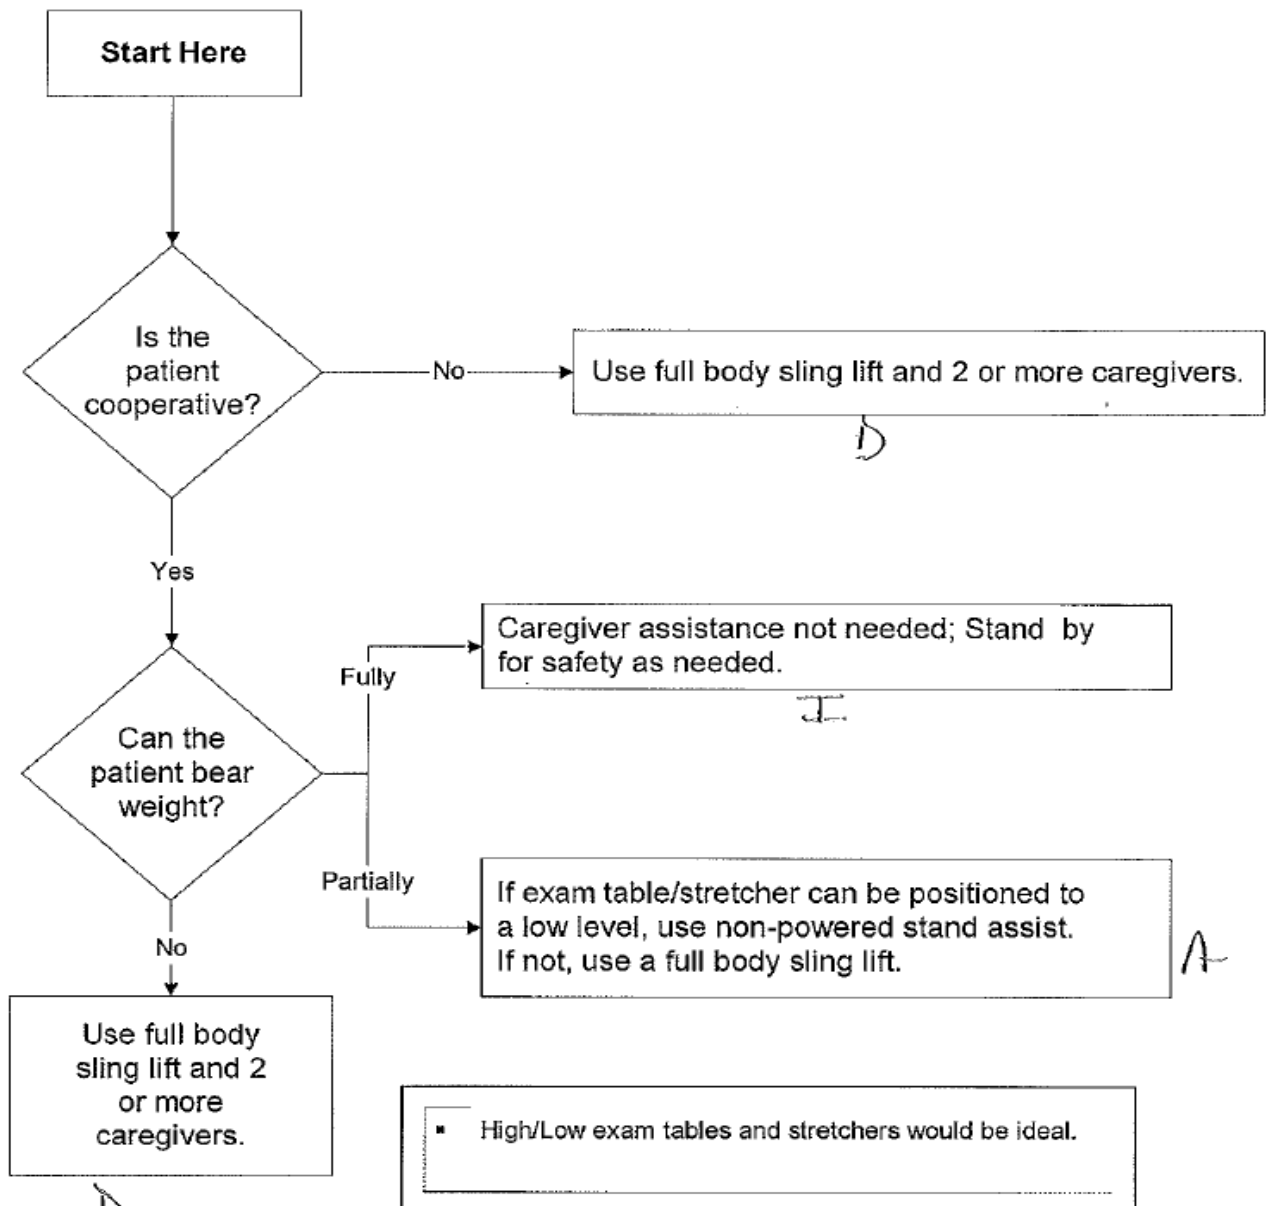 Start Here
Is the
patient
cooperative?
No
Use full body sling lift and 2 or more caregivers.
D
Yes
Caregiver assistance not needed; Stand by
for safety as needed.
I
Fully
Can the
patient bear
weight?
Partially
If exam table/stretcher can be positioned to
a low level, use non-powered stand assist.
If not, use a full body sling lift.
A
No
Use full body
sling lift and 2
or more
caregivers.
▪ High/Low exam tables and stretchers would be ideal.